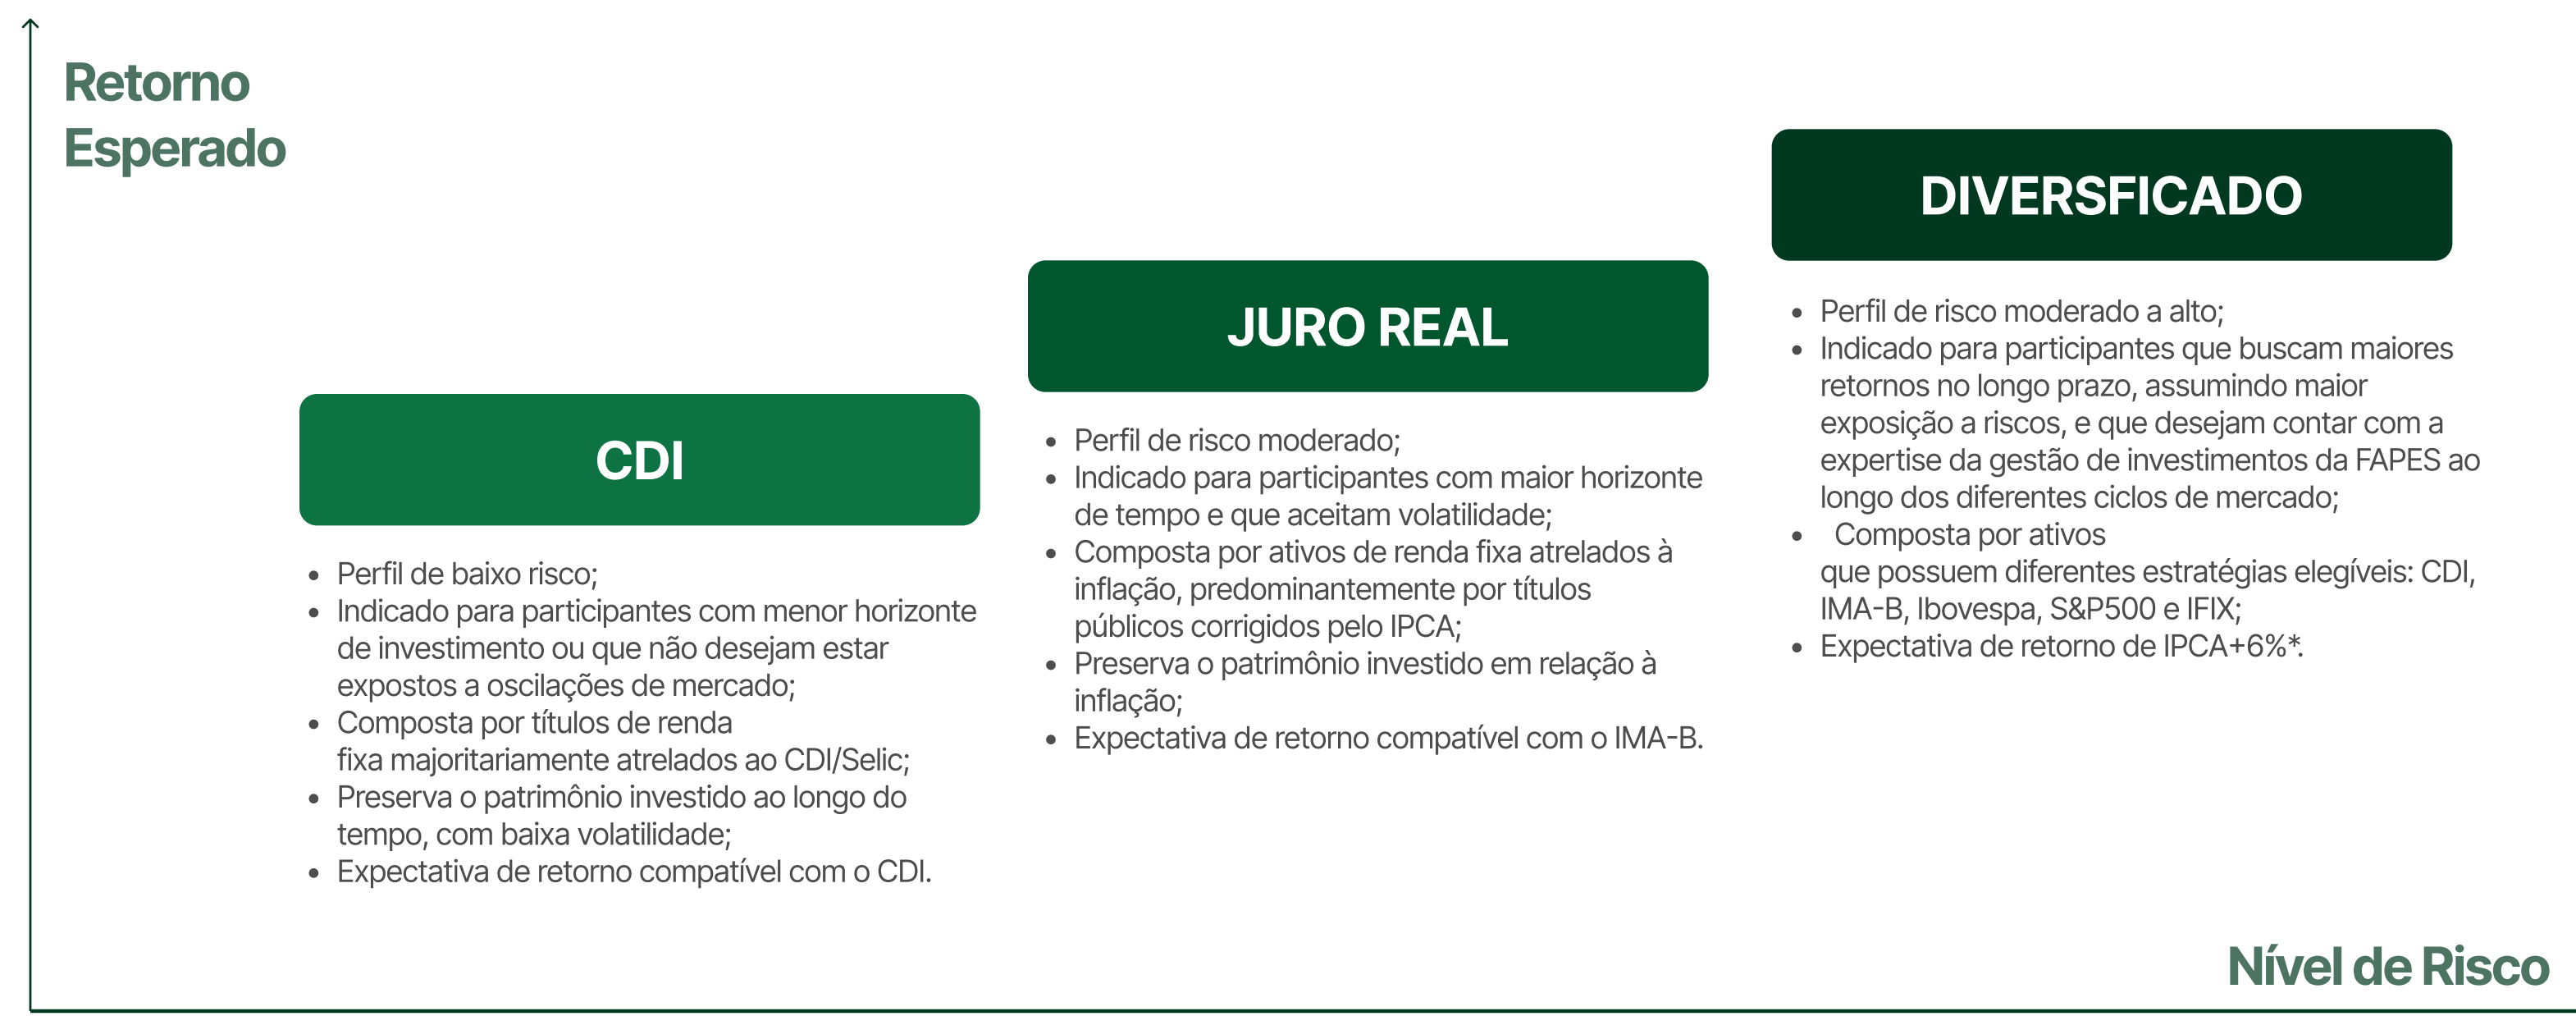 Retorno
Esperado
CDI
• Perfil de baixo risco;
• Indicado para participantes com menor horizonte
de investimento ou que não desejam estar
expostos a oscilações de mercado;
• Composta por títulos de renda
fixa majoritariamente atrelados ao CDI/Selic;
• Preserva o patrimônio investido ao longo do
tempo, com baixa volatilidade;
• Expectativa de retorno compatível com o CDI.
JURO REAL
• Perfil de risco moderado;
• Indicado para participantes com maior horizonte
de tempo e que aceitam volatilidade;
• Composta por ativos de renda fixa atrelados à
inflação, predominantemente por títulos
públicos corrigidos pelo IPCA;
• Preserva o patrimônio investido em relação à
inflação;
• Expectativa de retorno compatível com o IMA-B.
DIVERSFICADO
• Perfil de risco moderado a alto;
• Indicado para participantes que buscam maiores
retornos no longo prazo, assumindo maior
exposição a riscos, e que desejam contar com a
expertise da gestão de investimentos da FAPES ao
longo dos diferentes ciclos de mercado;
• Composta por ativos
que possuem diferentes estratégias elegíveis: CDI,
IMA-B, Ibovespa, S&P500 e IFIX;
• Expectativa de retorno de IPCA+6%*.
Nível de Risco